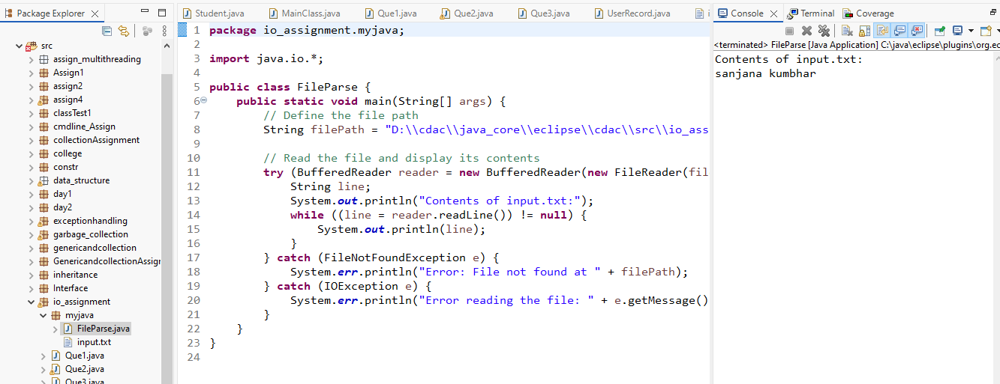 Package Explorer
src
assign_multithreading
Assign1
assign2
assign4
classTest1
cmdline_Assign
collectionAssignment
college
constr
data_structure
day1
day2
exceptionhandling
garbage_collection
genericandcollection
GenericandcollectionAssigr
inheritance
Interface
io_assignment
myjava
FileParse.java
input.txt
Que1.java
Que2.java
Que3.java
Student.java MainClass.java Que1.java Que2.java Que3.java UserRecord.java i
1 package io_assignment.myjava;
2
3 import java.io.*;
4
5 public class FileParse {
6 public static void main(String[] args) {
7 // Define the file path
8 String filePath = "D:\\cdac\\java_core\\eclipse\\cdac\\src\\io_ass
9
10 // Read the file and display its contents
11 try (BufferedReader reader = new BufferedReader(new FileReader(fil
12 String line;
13 System.out.println("Contents of input.txt:");
14 while ((line = reader.readLine()) != null) {
15 System.out.println(line);
16 }
17 } catch (FileNotFoundException e) {
18 System.err.println("Error: File not found at " + filePath);
19 } catch (IOException e) {
20 System.err.println("Error reading the file: " + e.getMessage()
21 }
22 }
23 }
24
Console Terminal Coverage
<terminated> FileParse [Java Application] C:\java\eclipse\plugins\org.ec
Contents of input.txt:
sanjana kumbhar